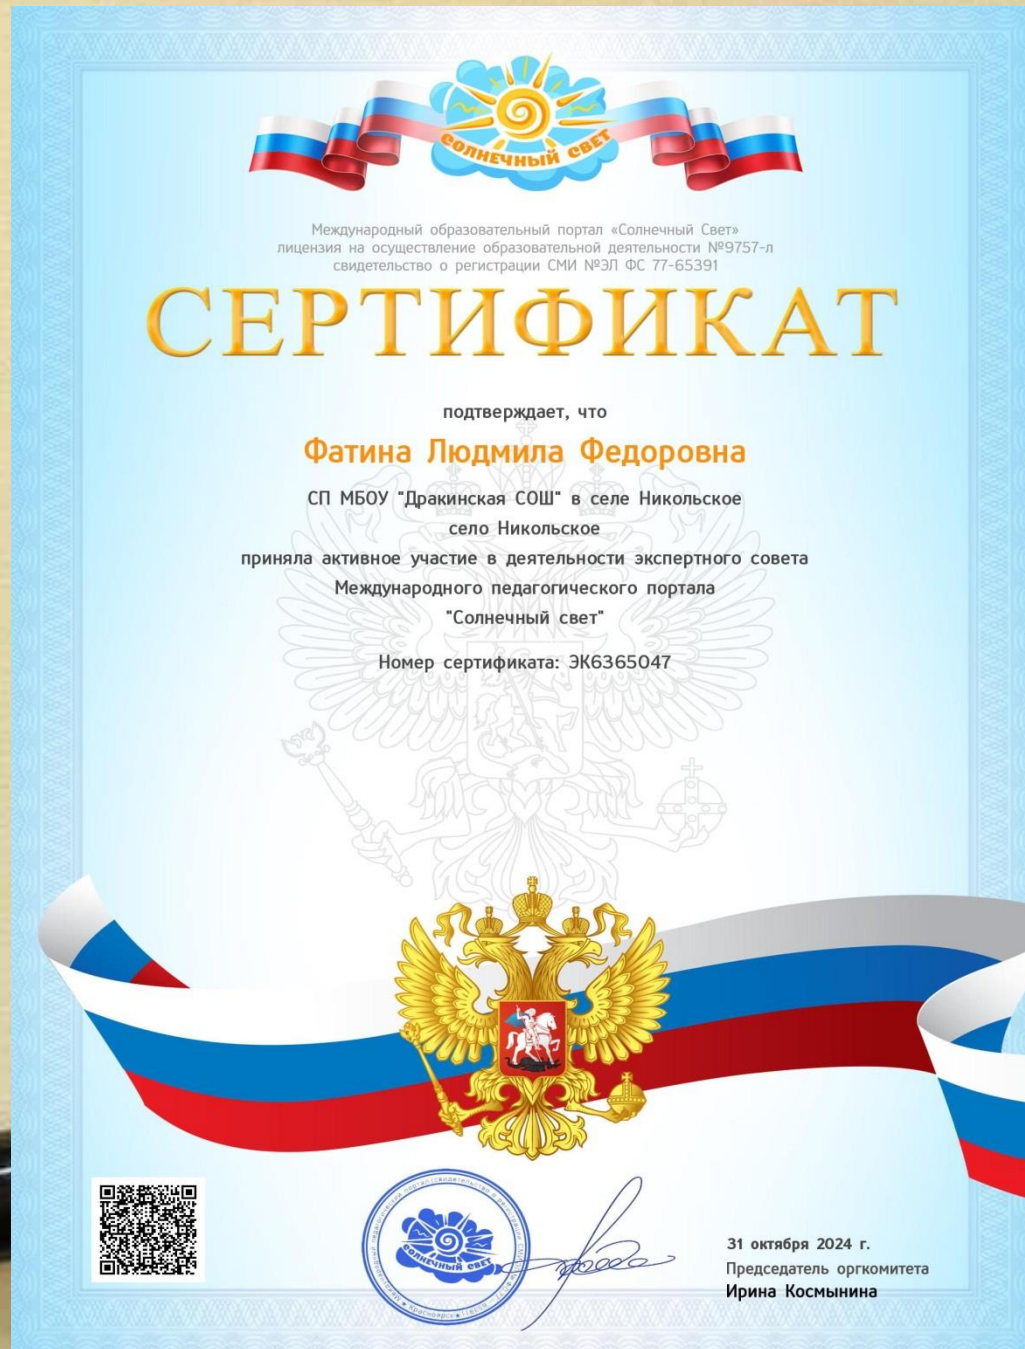 СОЛНЕЧНЫЙ СВЕТ
Международный образовательный портал «Солнечный Свет»
лицензия на осуществление образовательной деятельности №9757-л
свидетельство о регистрации СМИ №ЭЛ ФС 77-65391
СЕРТИФИКАТ
подтверждает, что
Фатина Людмила Федоровна
СП МБОУ "Дракинская СОШ" в селе Никольское
село Никольское
приняла активное участие в деятельности экспертного совета
Международного педагогического портала
"Солнечный свет"
Номер сертификата: ЭК6365047
СОЛНЕЧНЫЙ СВЕТ
31 октября 2024 г.
Председатель оргкомитета
Ирина Космынина